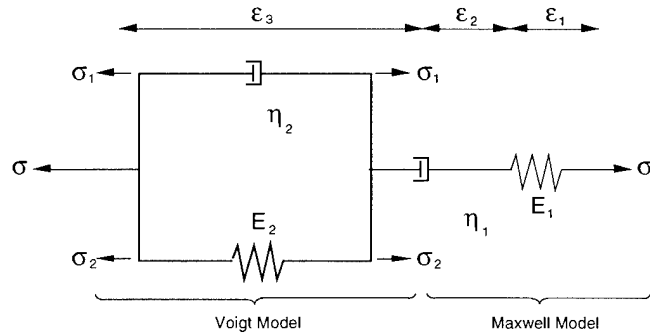 ε₃ ε₂ ε₁
σ₁ σ₁
η₂
σ σ
E₁
E₂ η₁
σ₂ σ₂
Voigt Model Maxwell Model